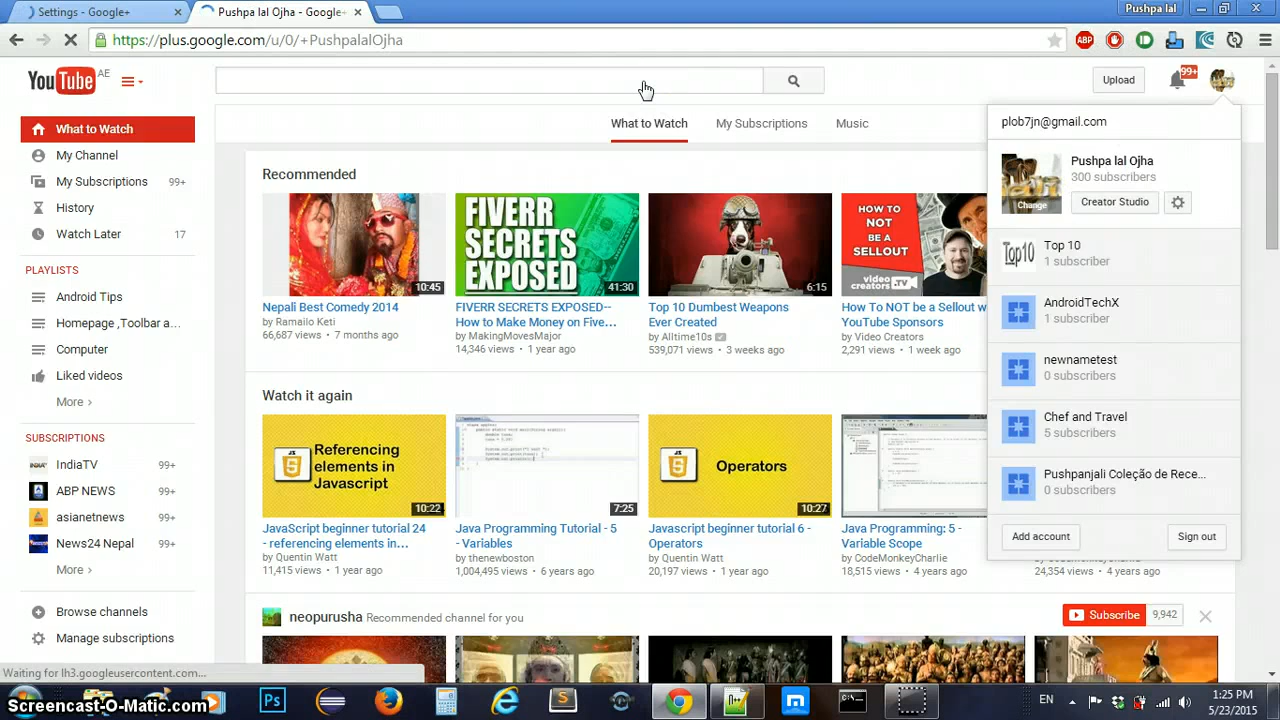 Settings - Google+
Pushpa lal Ojha - Google+
Pushpa lal
https://plus.google.com/u/0/+PushpalalOjha
ABP
YouTube AE
Upload
99+
What to Watch
My Channel
My Subscriptions 99+
History
Watch Later 17
PLAYLISTS
Android Tips
Homepage ,Toolbar a...
Computer
Liked videos
More ›
SUBSCRIPTIONS
IndiaTV 99+
ABP NEWS 99+
asianetnews 99+
News24 Nepal 99+
More ›
Browse channels
Manage subscriptions
What to Watch My Subscriptions Music
Recommended
10:45
Nepali Best Comedy 2014
by Ramailo Keti
66,687 views • 7 months ago
FIVERR
SECRETS
EXPOSED
41:30
FIVERR SECRETS EXPOSED--
How to Make Money on Five...
by MakingMovesMajor
14,346 views • 1 year ago
6:15
Top 10 Dumbest Weapons
Ever Created
by Alltime10s
539,071 views • 3 weeks ago
HOW TO
NOT
BE A
SELLOUT
video
creators.TV
How To NOT be a Sellout w
YouTube Sponsors
by Video Creators
2,291 views • 1 week ago
Watch it again
Referencing
elements in
Javascript
10:22
JavaScript beginner tutorial 24
- referencing elements in...
by Quentin Watt
11,415 views • 1 year ago
7:25
Java Programming Tutorial - 5
- Variables
by thenewboston
1,004,495 views • 6 years ago
Operators
10:27
Javascript beginner tutorial 6 -
Operators
by Quentin Watt
20,197 views • 1 year ago
Java Programming: 5 -
Variable Scope
by CodeMonkeyCharlie
18,515 views • 4 years ago
24,354 views • 4 years ago
neopurusha Recommended channel for you
Subscribe 9,942
plob7jn@gmail.com
Pushpa lal Ojha
300 subscribers
Change
Creator Studio
Top10
Top 10
1 subscriber
AndroidTechX
1 subscriber
newnametest
0 subscribers
Chef and Travel
5 subscribers
Pushpanjali Coleção de Rece...
0 subscribers
Add account
Sign out
Waiting for lh3.googleusercontent.com...
Screencast-O-Matic.com
Ps
EN
1:25 PM
5/23/2015